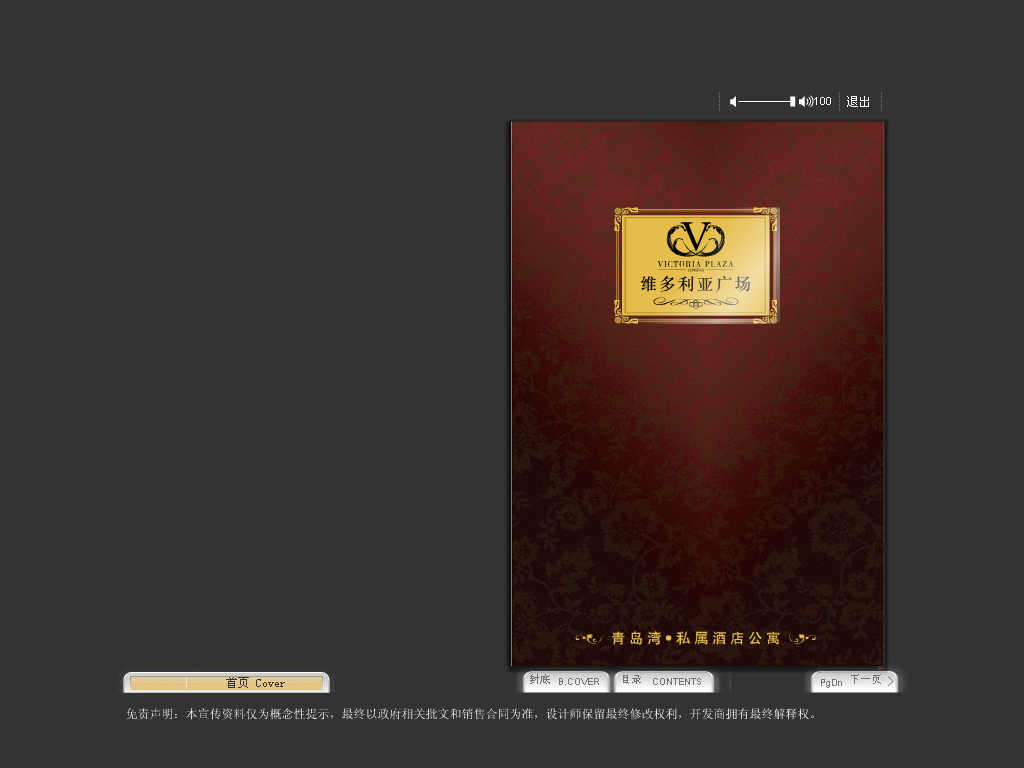 100 退出
VICTORIA PLAZA
维多利亚广场
青岛湾•私属酒店公寓
首页 Cover
封底 B.COVER
目录 CONTENTS
PgDn 下一页
免责声明：本宣传资料仅为概念性提示，最终以政府相关批文和销售合同为准，设计师保留最终修改权利，开发商拥有最终解释权。